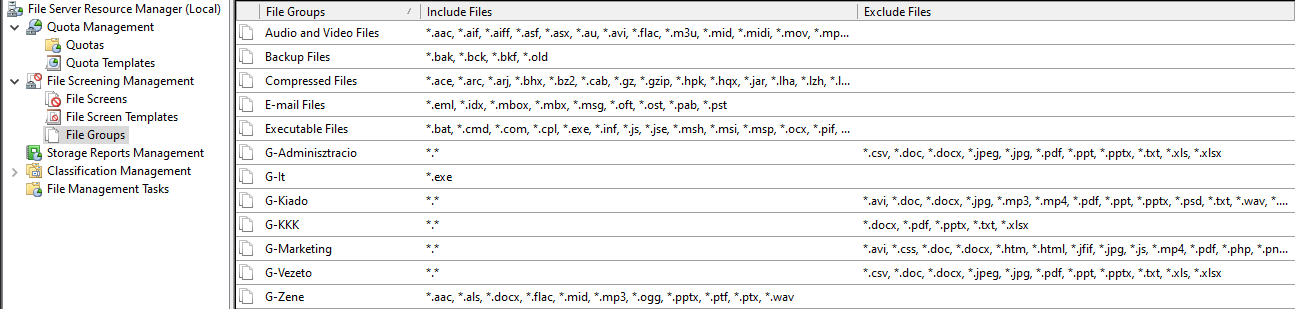 File Server Resource Manager (Local)
Quota Management
Quotas
Quota Templates
File Screening Management
File Screens
File Screen Templates
File Groups
Storage Reports Management
Classification Management
File Management Tasks
File Groups Include Files Exclude Files
Audio and Video Files *.aac, *.aif, *.aiff, *.asf, *.asx, *.au, *.avi, *.flac, *.m3u, *.mid, *.midi, *.mov, *.mp...
Backup Files *.bak, *.bck, *.bkf, *.old
Compressed Files *.ace, *.arc, *.arj, *.bhx, *.bz2, *.cab, *.gz, *.gzip, *.hpk, *.hqx, *.jar, *.lha, *.lzh, *.l...
E-mail Files *.eml, *.idx, *.mbox, *.mbx, *.msg, *.oft, *.ost, *.pab, *.pst
Executable Files *.bat, *.cmd, *.com, *.cpl, *.exe, *.inf, *.js, *.jse, *.msh, *.msi, *.msp, *.ocx, *.pif, ...
G-Adminisztracio *.* *.csv, *.doc, *.docx, *.jpeg, *.jpg, *.pdf, *.ppt, *.pptx, *.txt, *.xls, *.xlsx
G-It *.exe
G-Kiado *.* *.avi, *.doc, *.docx, *.jpg, *.mp3, *.mp4, *.pdf, *.ppt, *.pptx, *.psd, *.txt, *.wav, *....
G-KKK *.* *.docx, *.pdf, *.pptx, *.txt, *.xlsx
G-Marketing *.* *.avi, *.css, *.doc, *.docx, *.htm, *.html, *.jfif, *.jpg, *.js, *.mp4, *.pdf, *.php, *.pn...
G-Vezeto *.* *.csv, *.doc, *.docx, *.jpeg, *.jpg, *.pdf, *.ppt, *.pptx, *.txt, *.xls, *.xlsx
G-Zene *.aac, *.als, *.docx, *.flac, *.mid, *.mp3, *.ogg, *.pptx, *.ptf, *.ptx, *.wav